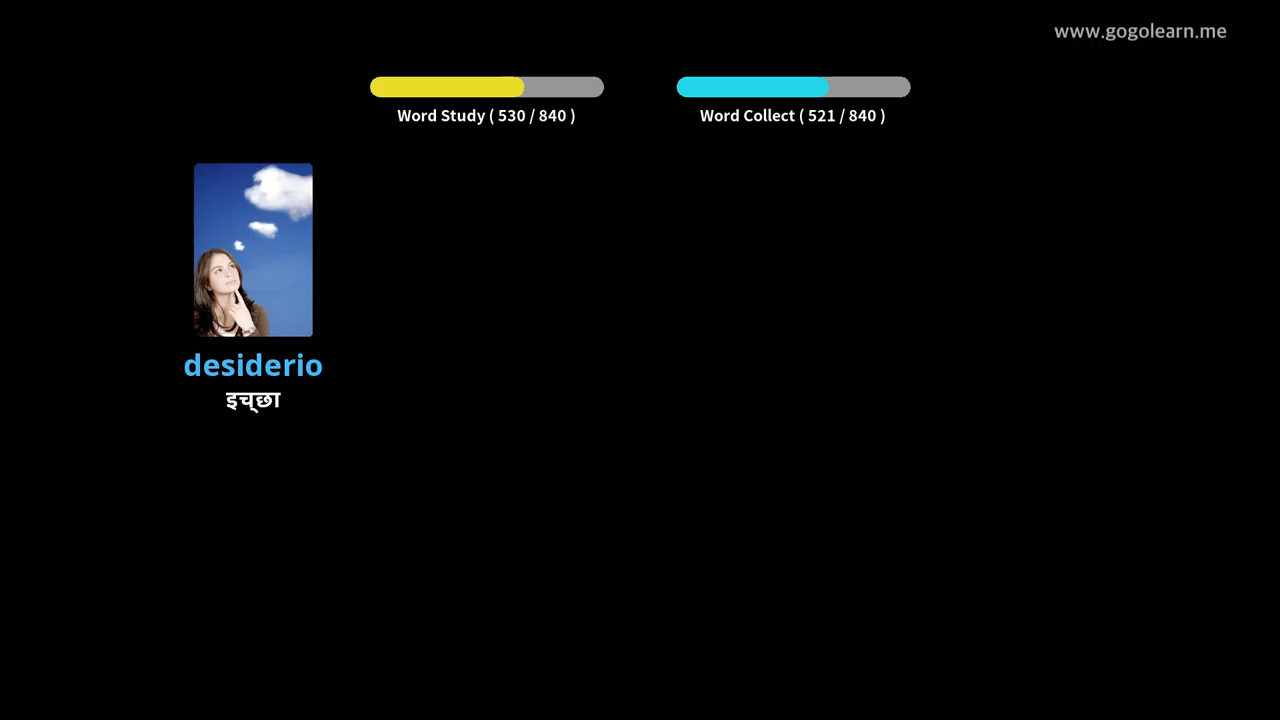 www.gogolearn.me
Word Study ( 530 / 840 )
Word Collect ( 521 / 840 )
desiderio
इच्छा